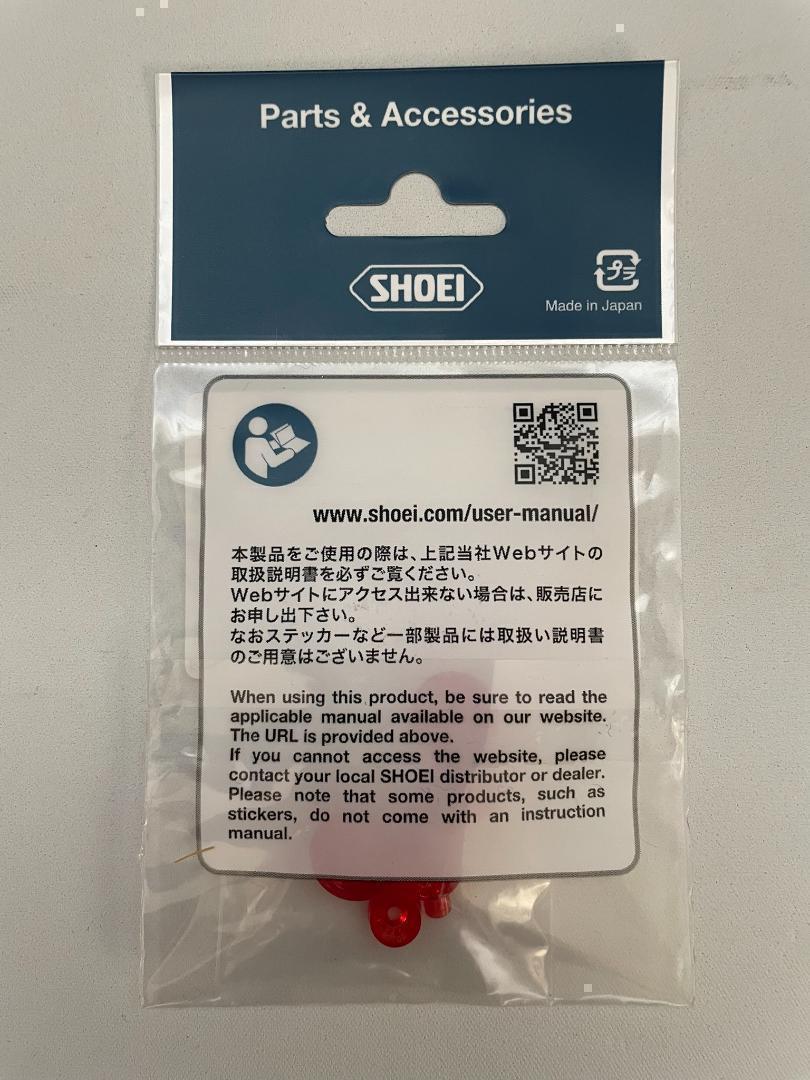 Parts & Accessories
SHOEI
プラ
Made in Japan
www.shoei.com/user-manual/
本製品をご使用の際は、上記当社Webサイトの
取扱説明書を必ずご覧ください。
Webサイトにアクセス出来ない場合は、販売店に
お申し出下さい。
なおステッカーなど一部製品には取扱い説明書
のご用意はございません。
When using this product, be sure to read the
applicable manual available on our website.
The URL is provided above.
If you cannot access the website, please
contact your local SHOEI distributor or dealer.
Please note that some products, such as
stickers, do not come with an instruction
manual.